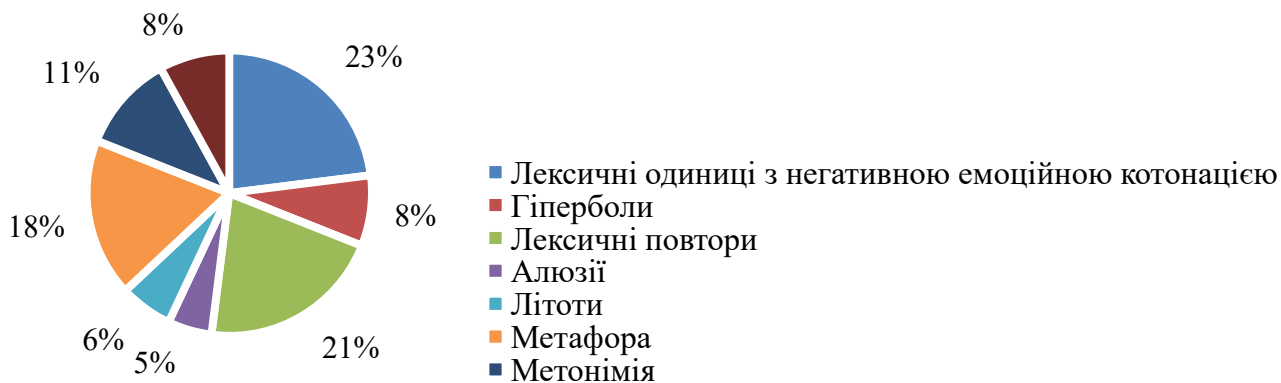 8%
23%
11%
8%
18%
21%
6%
5%
Лексичні одиниці з негативною емоційною котонацією
Гіперболи
Лексичні повтори
Алюзії
Літоти
Метафора
Метонімія